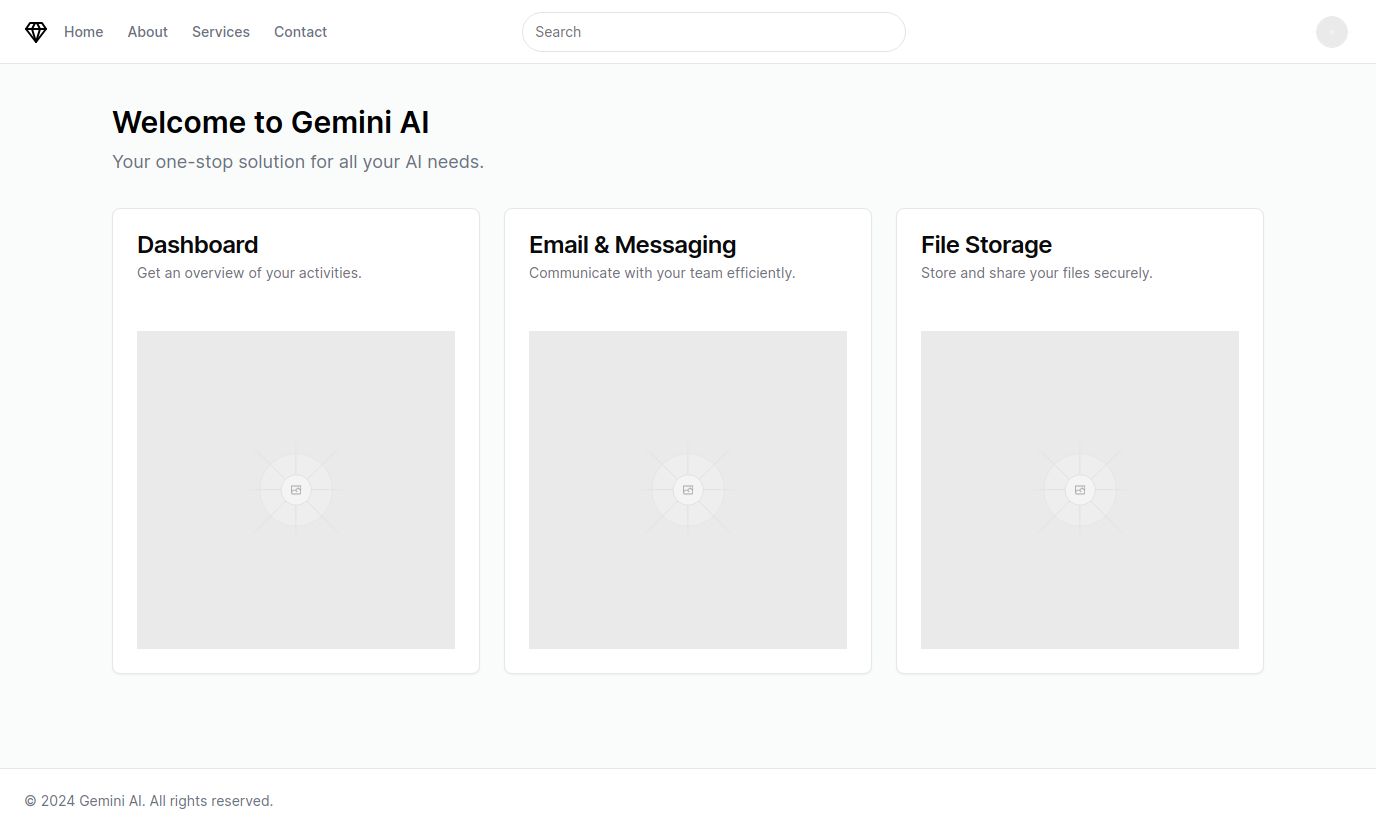 Home About Services Contact Search
Welcome to Gemini AI
Your one-stop solution for all your AI needs.
Dashboard
Get an overview of your activities.
Email & Messaging
Communicate with your team efficiently.
File Storage
Store and share your files securely.
© 2024 Gemini AI. All rights reserved.